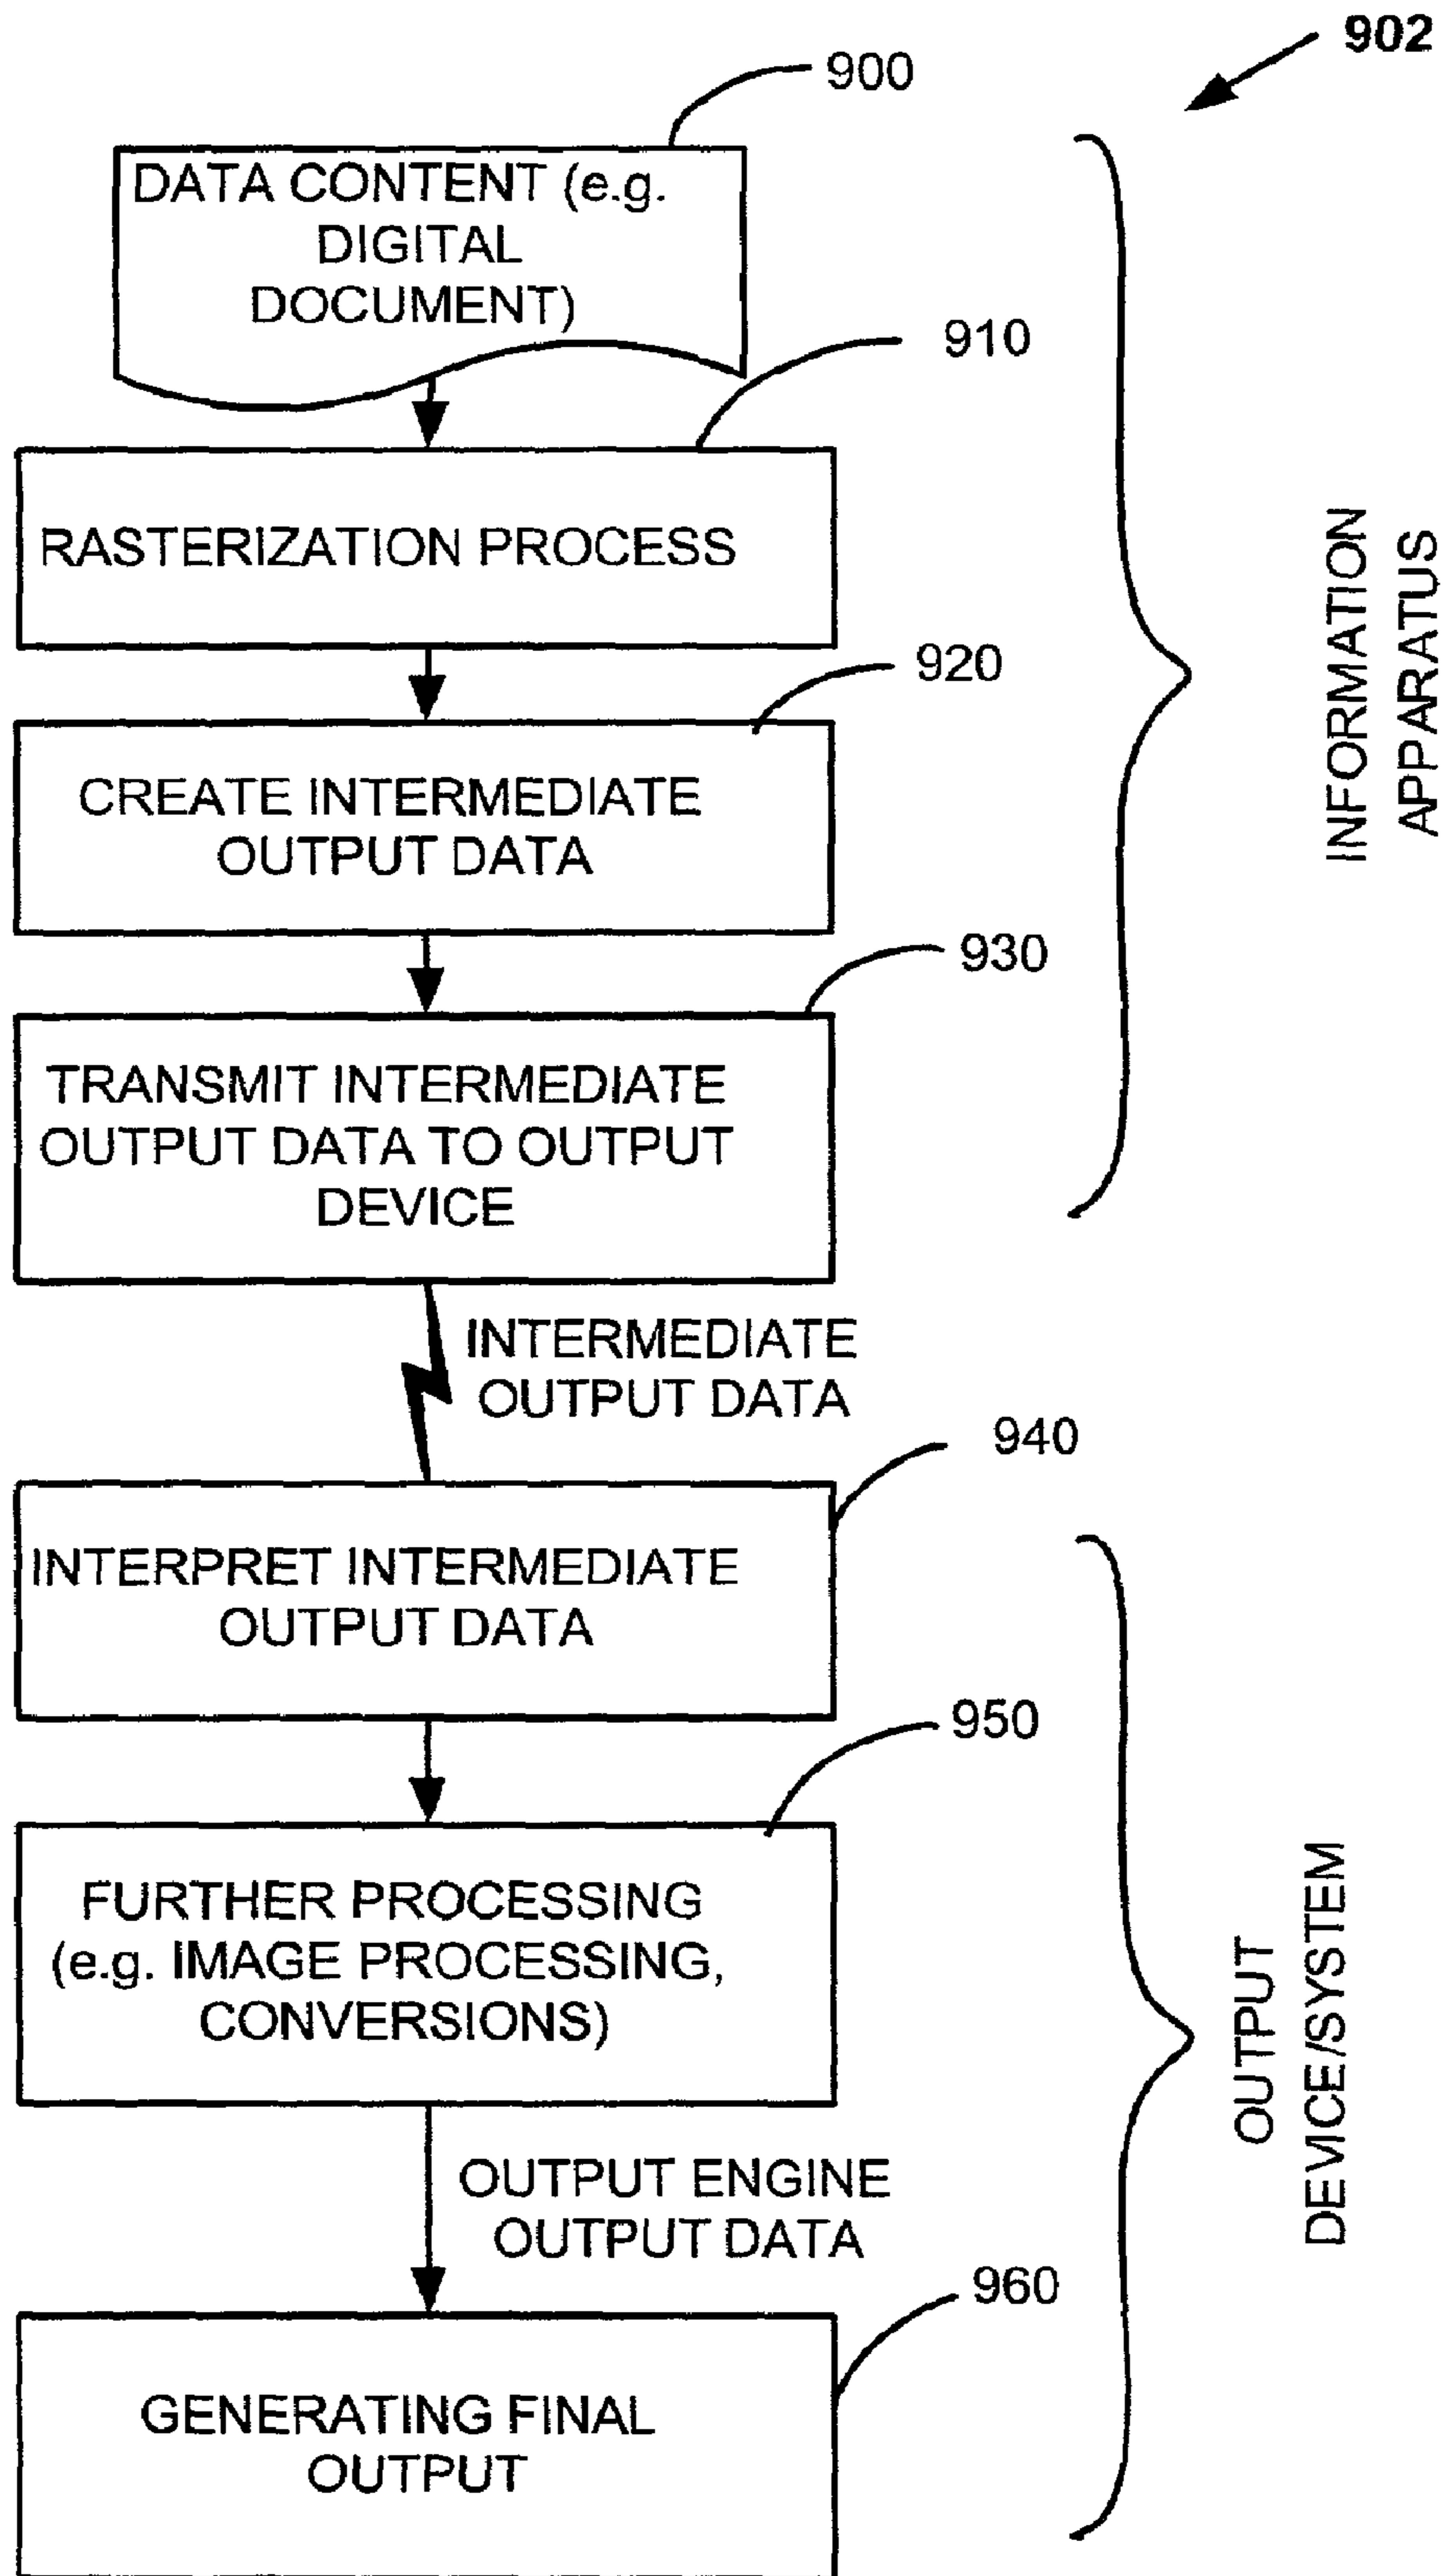 902
900
DATA CONTENT (e.g.
DIGITAL
DOCUMENT)
910
RASTERIZATION PROCESS
920
CREATE INTERMEDIATE
OUTPUT DATA
930
TRANSMIT INTERMEDIATE
OUTPUT DATA TO OUTPUT
DEVICE
INFORMATION
APPARATUS
INTERMEDIATE
OUTPUT DATA
940
INTERPRET INTERMEDIATE
OUTPUT DATA
950
FURTHER PROCESSING
(e.g. IMAGE PROCESSING,
CONVERSIONS)
OUTPUT ENGINE
OUTPUT DATA
960
GENERATING FINAL
OUTPUT
OUTPUT
DEVICE/SYSTEM